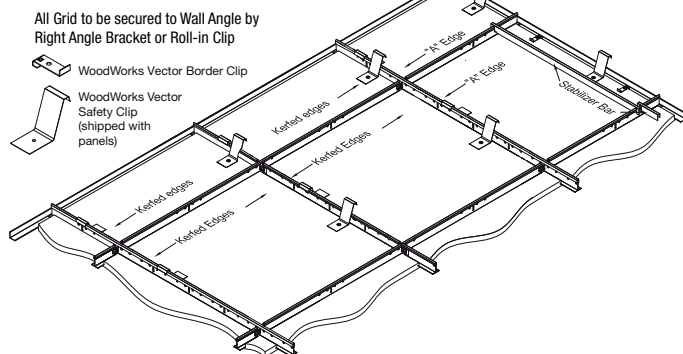 All Grid to be secured to Wall Angle by
Right Angle Bracket or Roll-in Clip
WoodWorks Vector Border Clip
WoodWorks Vector
Safety Clip
(shipped with
panels)
"A" Edge
"A" Edge
Stabilizer Bar
Kerfed edges
Kerfed Edges
Kerfed edges
Kerfed Edges